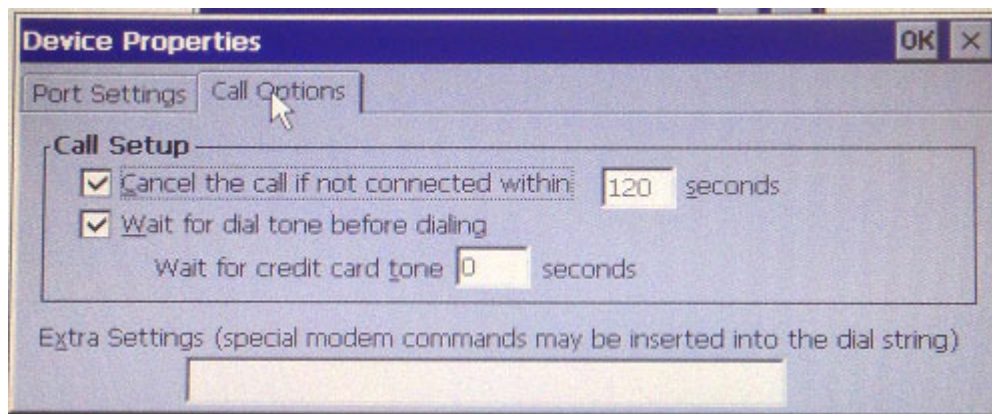 Device Properties OK ×
Port Settings Call Options
Call Setup
Cancel the call if not connected within 120 seconds
Wait for dial tone before dialing
Wait for credit card tone 0 seconds
Extra Settings (special modem commands may be inserted into the dial string)